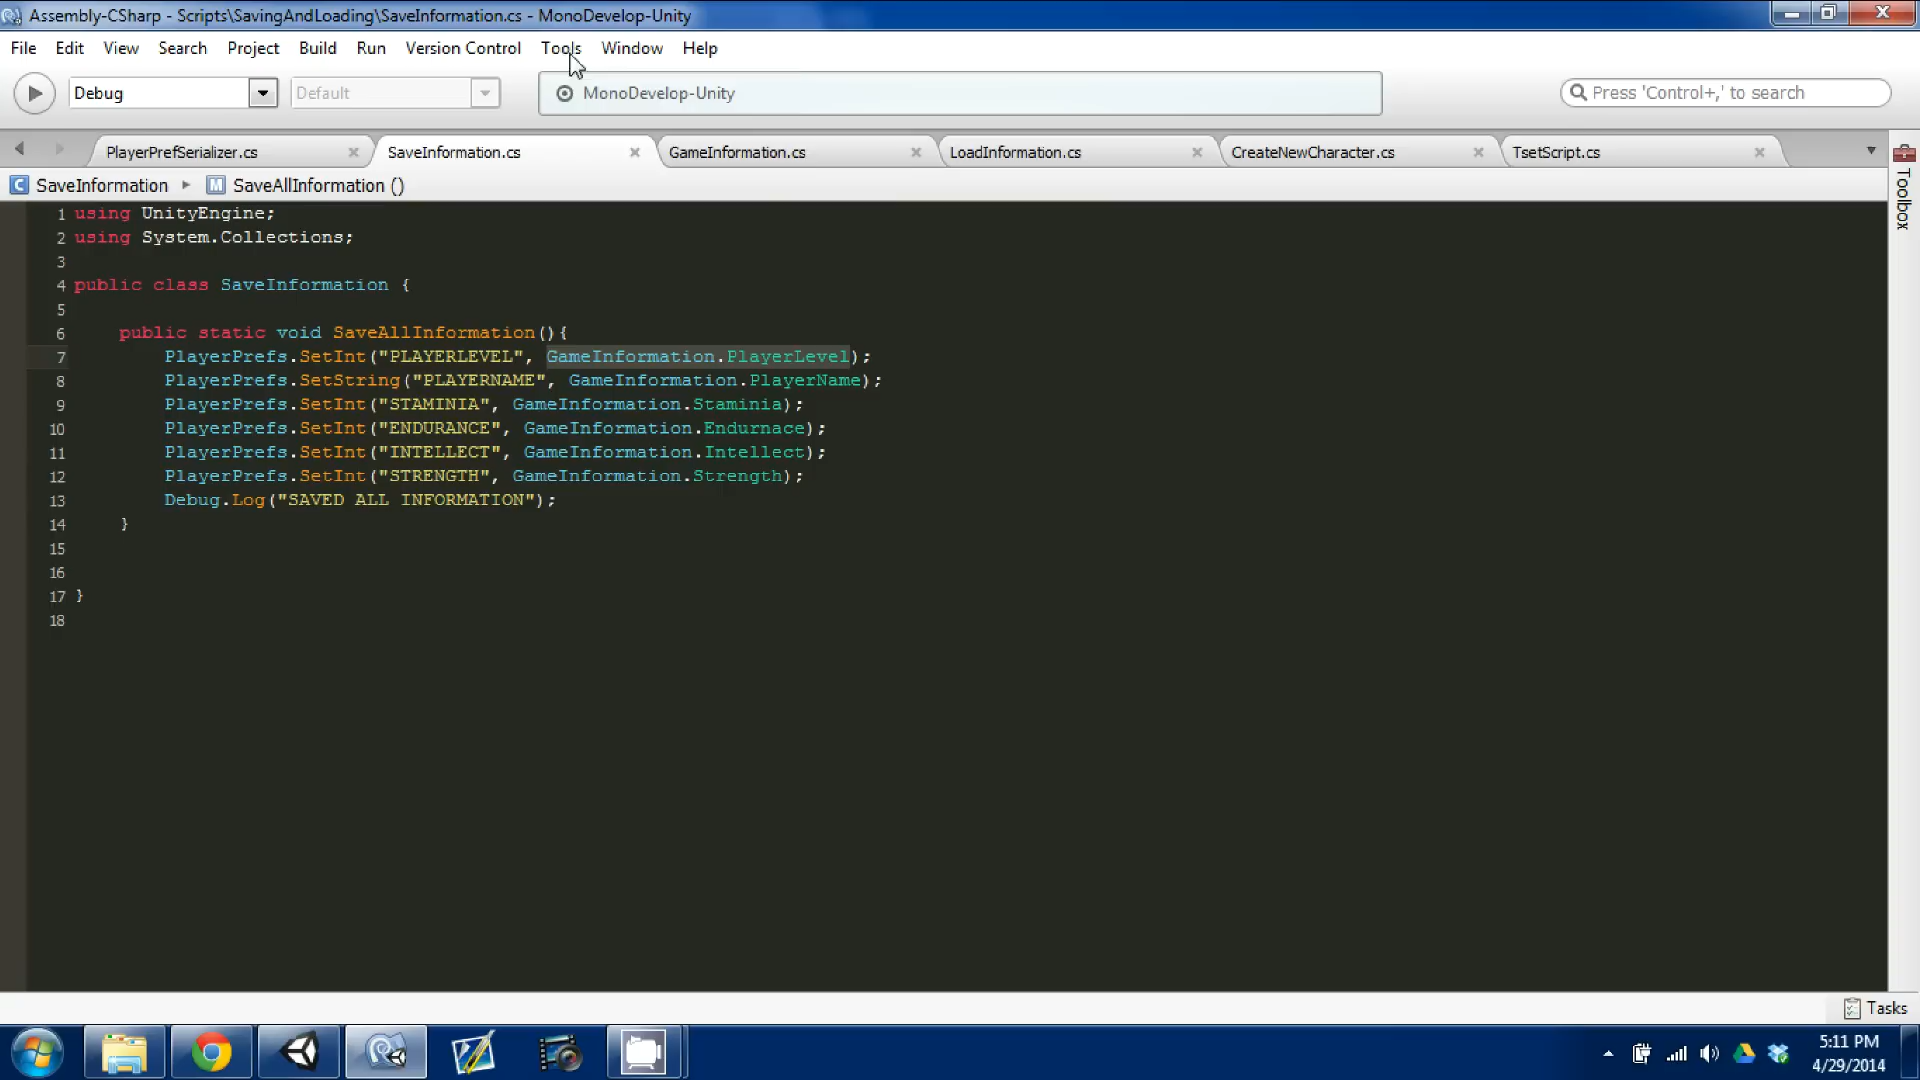 Assembly-CSharp - Scripts\SavingAndLoading\SaveInformation.cs - MonoDevelop-Unity
File Edit View Search Project Build Run Version Control Tools Window Help
Debug Default MonoDevelop-Unity Press 'Control+,' to search
PlayerPrefSerializer.cs SaveInformation.cs GameInformation.cs LoadInformation.cs CreateNewCharacter.cs TsetScript.cs
Toolbox
C SaveInformation M SaveAllInformation ()
1 using UnityEngine;
2 using System.Collections;
3
4 public class SaveInformation {
5
6 public static void SaveAllInformation(){
7 PlayerPrefs.SetInt("PLAYERLEVEL", GameInformation.PlayerLevel);
8 PlayerPrefs.SetString("PLAYERNAME", GameInformation.PlayerName);
9 PlayerPrefs.SetInt("STAMINIA", GameInformation.Staminia);
10 PlayerPrefs.SetInt("ENDURANCE", GameInformation.Endurnace);
11 PlayerPrefs.SetInt("INTELLECT", GameInformation.Intellect);
12 PlayerPrefs.SetInt("STRENGTH", GameInformation.Strength);
13 Debug.Log("SAVED ALL INFORMATION");
14 }
15
16
17 }
18
Tasks
5:11 PM
4/29/2014